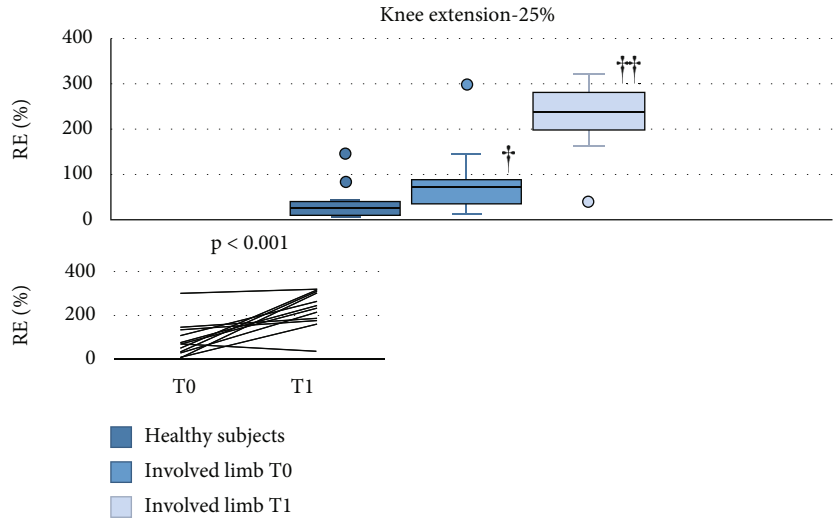 Knee extension-25%
400
300
200
100
0
RE (%)
††
†
p < 0.001
400
200
0
RE (%)
T0 T1
Healthy subjects
Involved limb T0
Involved limb T1